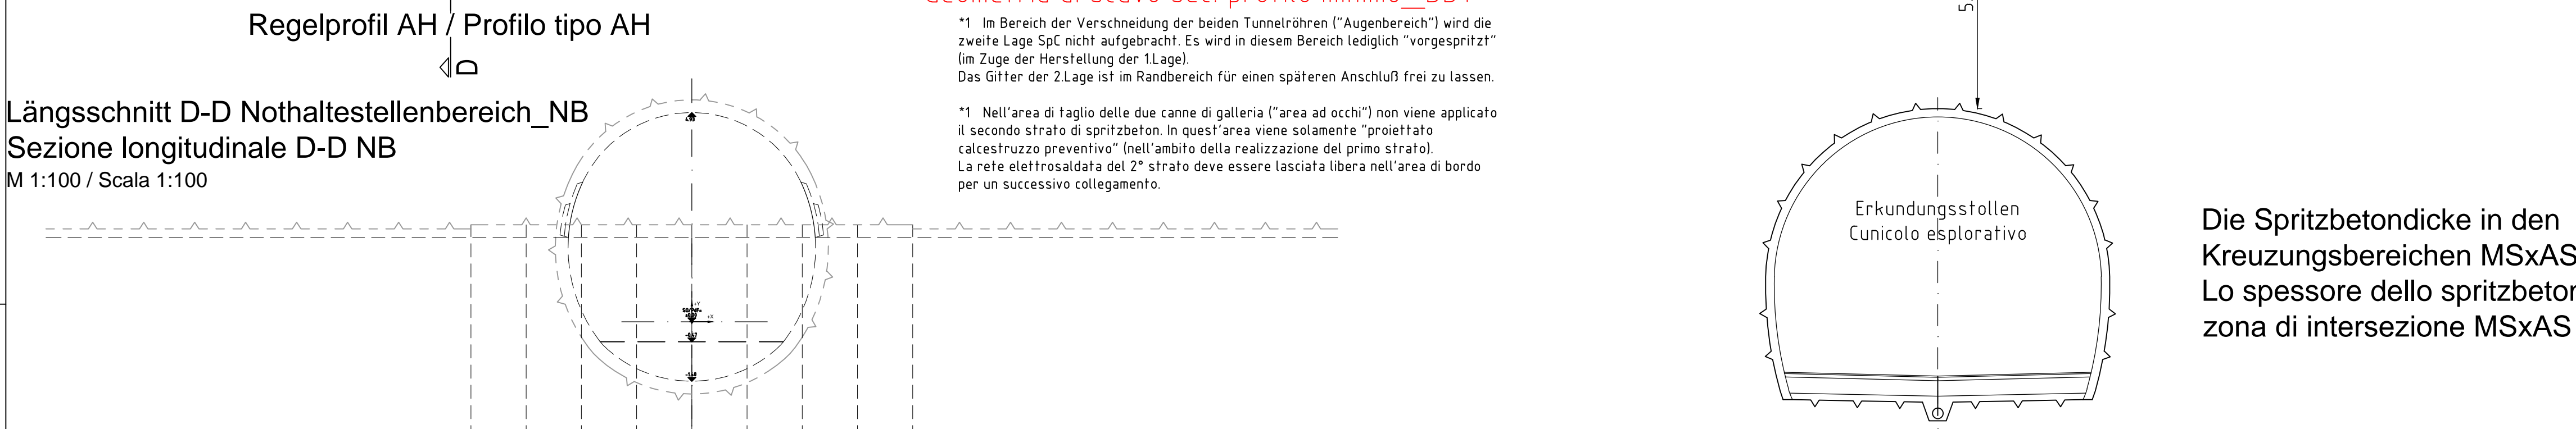 Regelprofil AH / Profilo tipo AH
D
Längsschnitt D-D Nothaltestellenbereich_NB
Sezione longitudinale D-D NB
M 1:100 / Scala 1:100
*1 Im Bereich der Verschneidung der beiden Tunnelröhren ("Augenbereich") wird die
zweite Lage SpC nicht aufgebracht. Es wird in diesem Bereich lediglich "vorgespritzt"
(im Zuge der Herstellung der 1.Lage).
Das Gitter der 2.Lage ist im Randbereich für einen späteren Anschluß frei zu lassen.
*1 Nell'area di taglio delle due canne di galleria ("area ad occhi") non viene applicato
il secondo strato di spritzbeton. In quest'area viene solamente "proiettato
calcestruzzo preventivo" (nell'ambito della realizzazione del primo strato).
La rete elettrosaldata del 2° strato deve essere lasciata libera nell'area di bordo
per un successivo collegamento.
+Y
+X
5
Erkundungsstollen
Cunicolo esplorativo
Die Spritzbetondicke in den
Kreuzungsbereichen MSxAS
Lo spessore dello spritzbeton
zona di intersezione MSxAS